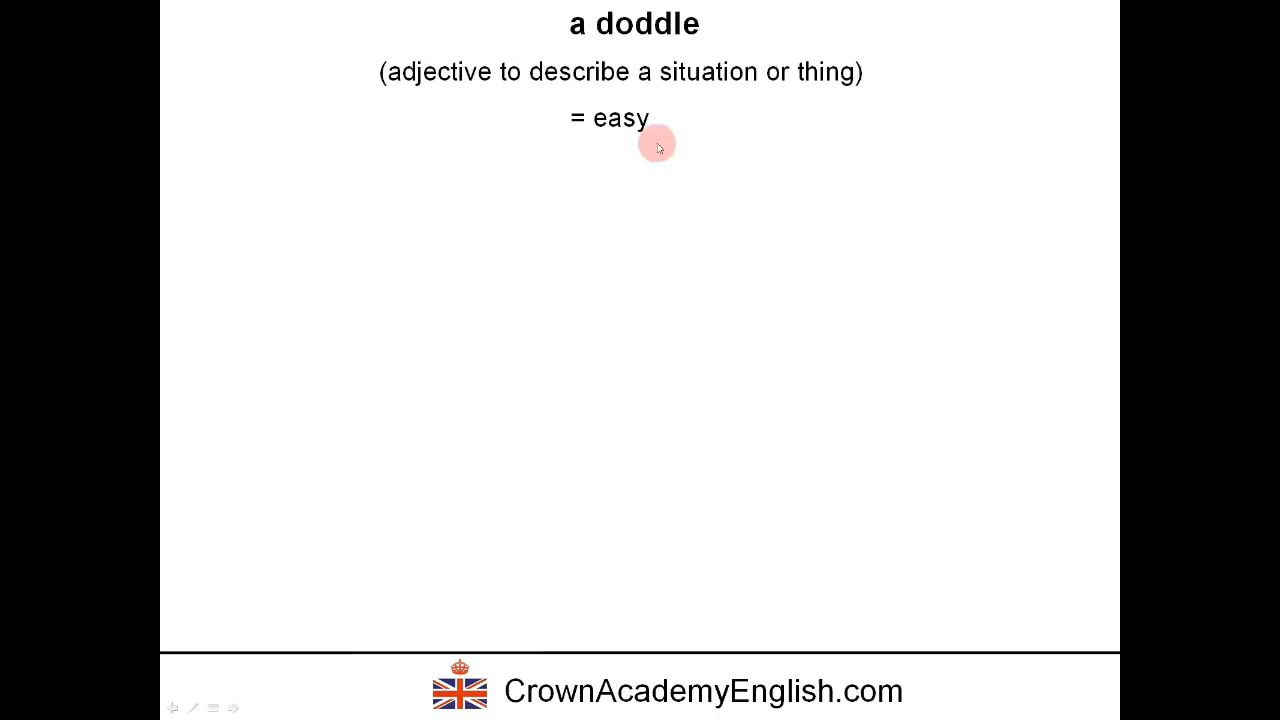 a doddle
(adjective to describe a situation or thing)
= easy
CrownAcademyEnglish.com